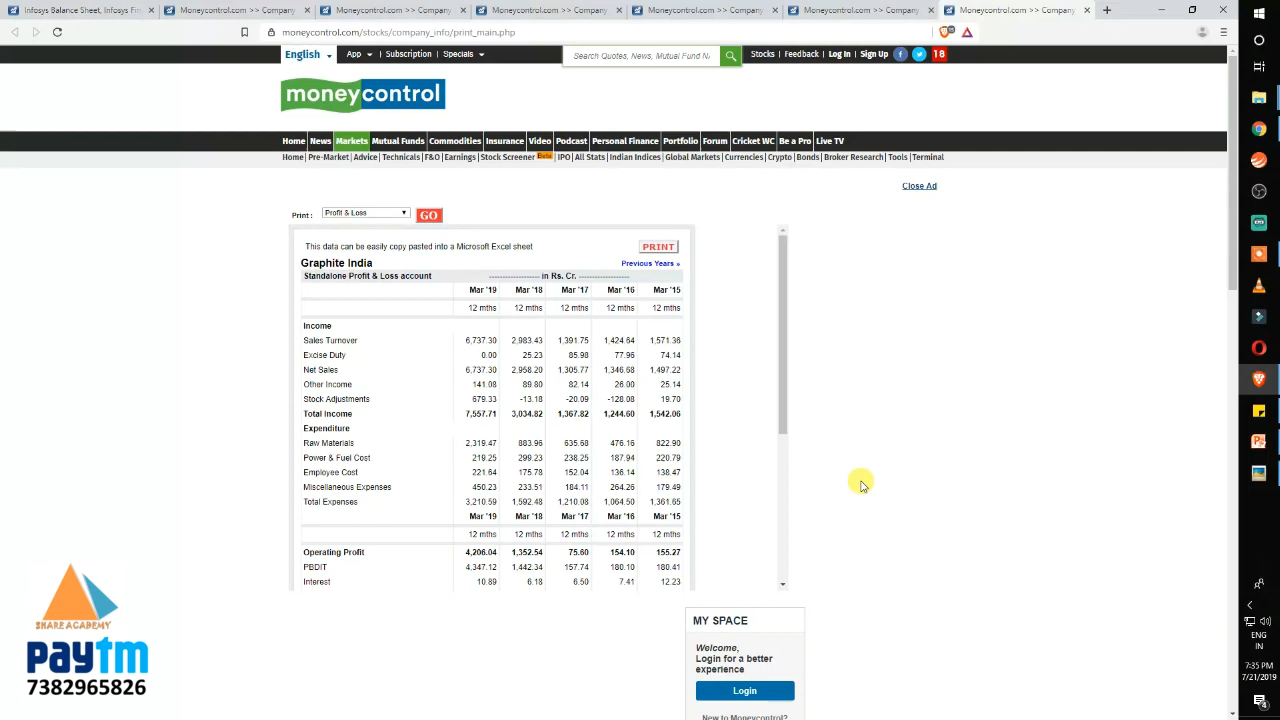 Infosys Balance Sheet, Infosys Fin
Moneycontrol.com >> Company
Moneycontrol.com >> Company
Moneycontrol.com >> Company
Moneycontrol.com >> Company
Moneycontrol.com >> Company
Moneycontrol.com >> Company
moneycontrol.com/stocks/company_info/print_main.php
English App Subscription Specials Search Quotes, News, Mutual Fund NA Stocks Feedback Log In Sign Up 18
moneycontrol
Home News Markets Mutual Funds Commodities Insurance Video Podcast Personal Finance Portfolio Forum Cricket WC Be a Pro Live TV
Home Pre-Market Advice Technicals F&O Earnings Stock Screener Beta IPO All Stats Indian Indices Global Markets Currencies Crypto Bonds Broker Research Tools Terminal
Close Ad
Print : Profit & Loss GO
This data can be easily copy pasted into a Microsoft Excel sheet PRINT
Graphite India Previous Years »
Standalone Profit & Loss account ------------------- in Rs. Cr. -------------------
Mar '19 Mar '18 Mar '17 Mar '16 Mar '15
12 mths 12 mths 12 mths 12 mths 12 mths
Income
Sales Turnover 6,737.30 2,983.43 1,391.75 1,424.64 1,571.36
Excise Duty 0.00 25.23 85.98 77.96 74.14
Net Sales 6,737.30 2,958.20 1,305.77 1,346.68 1,497.22
Other Income 141.08 89.80 82.14 26.00 25.14
Stock Adjustments 679.33 -13.18 -20.09 -128.08 19.70
Total Income 7,557.71 3,034.82 1,367.82 1,244.60 1,542.06
Expenditure
Raw Materials 2,319.47 883.96 635.68 476.16 822.90
Power & Fuel Cost 219.25 299.23 238.25 187.94 220.79
Employee Cost 221.64 175.78 152.04 136.14 138.47
Miscellaneous Expenses 450.23 233.51 184.11 264.26 179.49
Total Expenses 3,210.59 1,592.48 1,210.08 1,064.50 1,361.65
Mar '19 Mar '18 Mar '17 Mar '16 Mar '15
12 mths 12 mths 12 mths 12 mths 12 mths
Operating Profit 4,206.04 1,352.54 75.60 154.10 155.27
PBDIT 4,347.12 1,442.34 157.74 180.10 180.41
Interest 10.89 6.18 6.50 7.41 12.23
MY SPACE
Welcome,
Login for a better
experience
Login
New to Moneycontrol?
SHARE ACADEMY
paytm
7382965826
ENG
IN
7:35 PM
7/21/2019
4